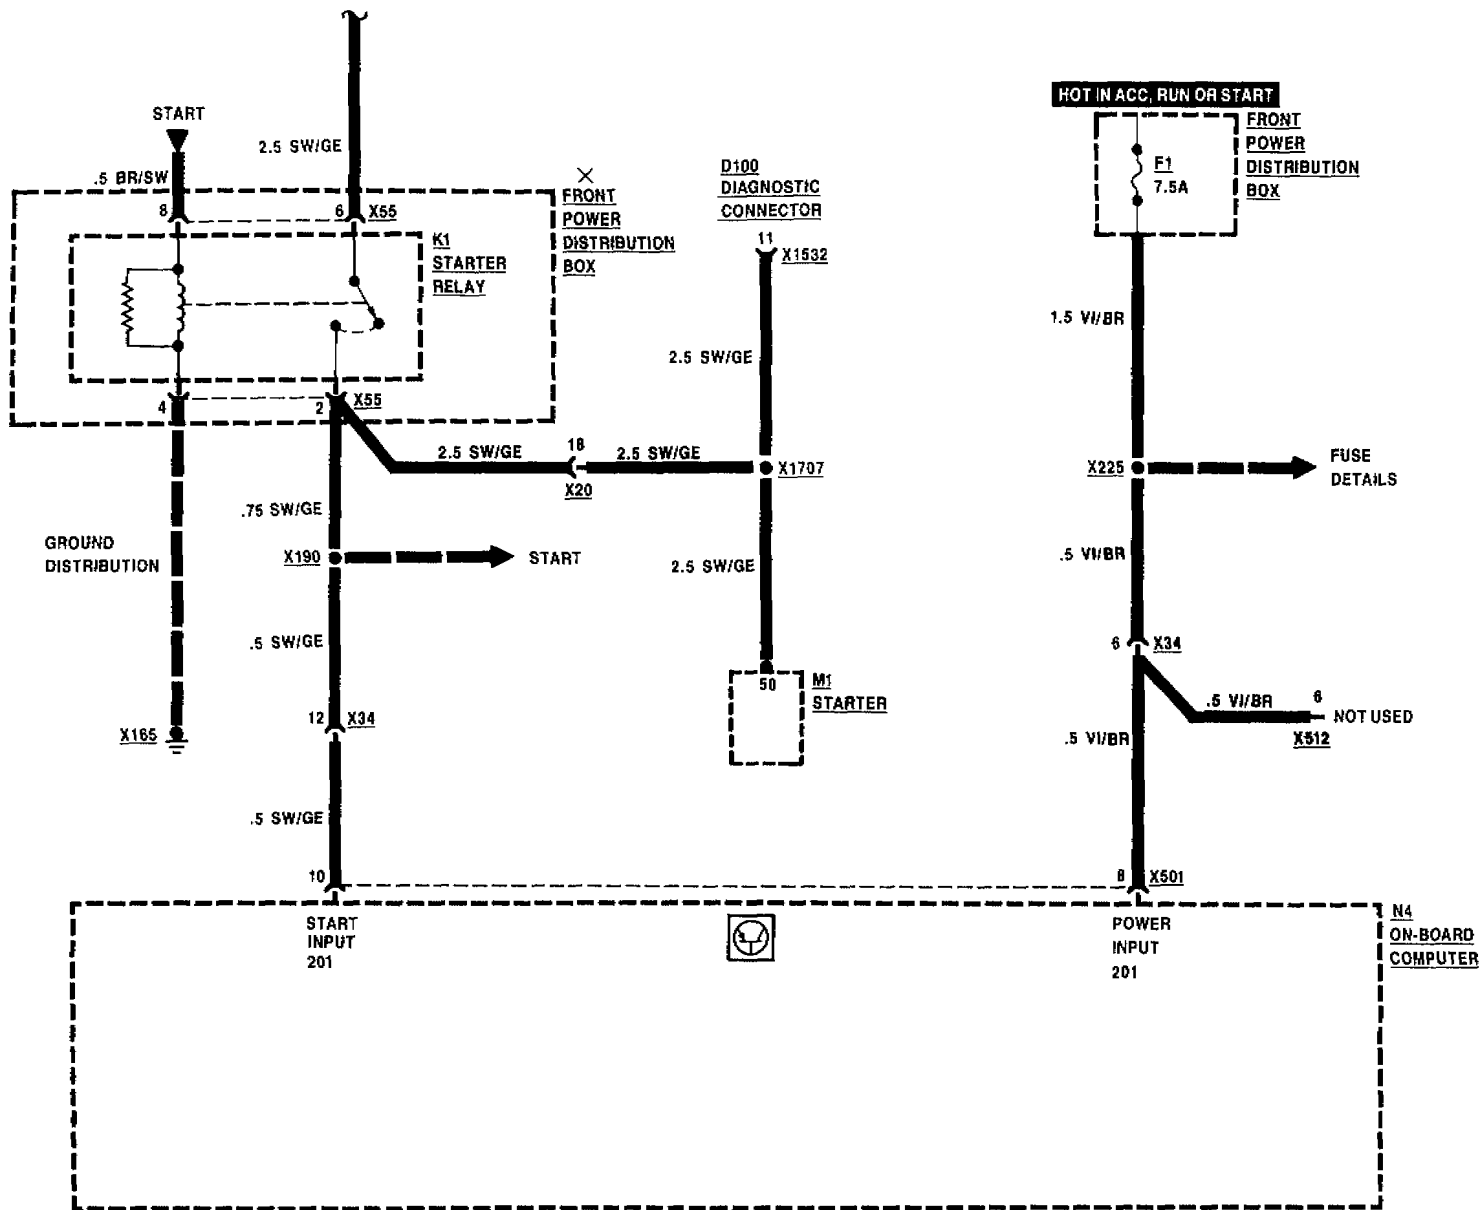 START
2.5 SW/GE
.5 BR/SW
8
6
X55
FRONT
POWER
DISTRIBUTION
BOX
K1
STARTER
RELAY
4
2
X55
D100
DIAGNOSTIC
CONNECTOR
11
X1532
2.5 SW/GE
2.5 SW/GE
18
2.5 SW/GE
X20
X1707
.75 SW/GE
X190
START
2.5 SW/GE
GROUND
DISTRIBUTION
.5 SW/GE
12
X34
X165
50
M1
STARTER
.5 SW/GE
10
HOT IN ACC, RUN OR START
FRONT
POWER
DISTRIBUTION
BOX
F1
7.5A
1.5 VI/BR
X225
FUSE
DETAILS
.5 VI/BR
6
X34
.5 VI/BR
6
NOT USED
X512
.5 VI/BR
8
X501
START
INPUT
201
POWER
INPUT
201
N4
ON-BOARD
COMPUTER